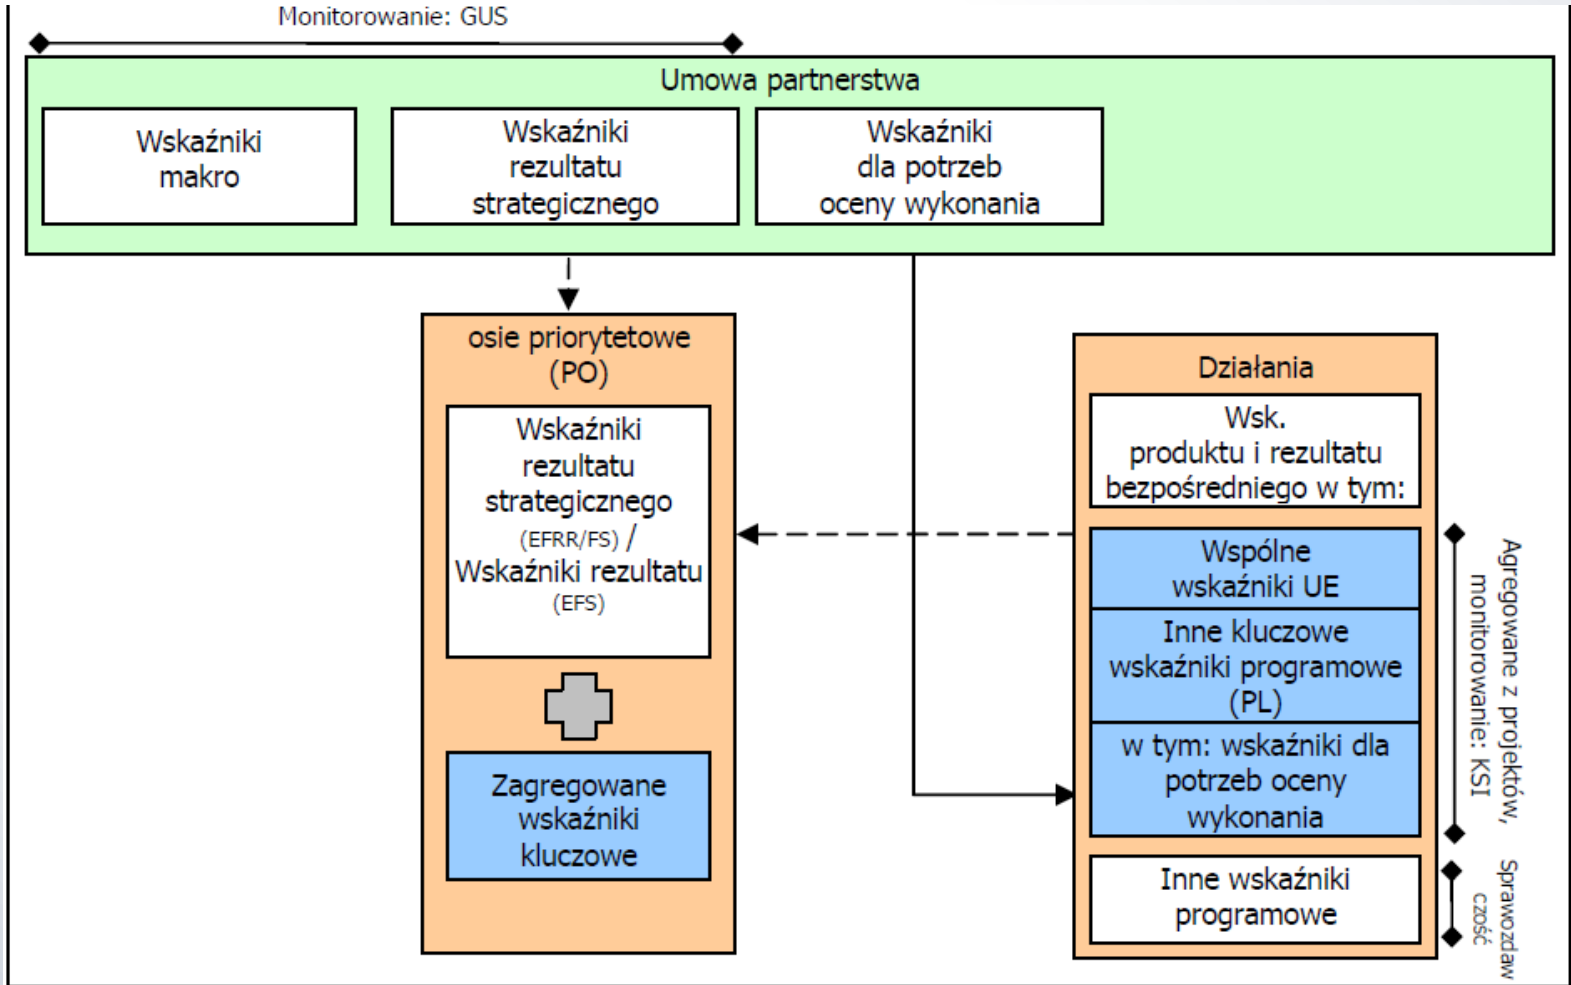 Monitorowanie: GUS
Umowa partnerstwa
Wskaźniki
makro
Wskaźniki
rezultatu
strategicznego
Wskaźniki
dla potrzeb
oceny wykonania
osie priorytetowe
(PO)
Wskaźniki
rezultatu
strategicznego
(EFRR/FS) /
Wskaźniki rezultatu
(EFS)
Zagregowane
wskaźniki
kluczowe
Działania
Wsk.
produktu i rezultatu
bezpośredniego w tym:
Wspólne
wskaźniki UE
Inne kluczowe
wskaźniki programowe
(PL)
w tym: wskaźniki dla
potrzeb oceny
wykonania
Inne wskaźniki
programowe
Agregowane z projektów,
monitorowanie: KSI
Sprawozdaw
czość